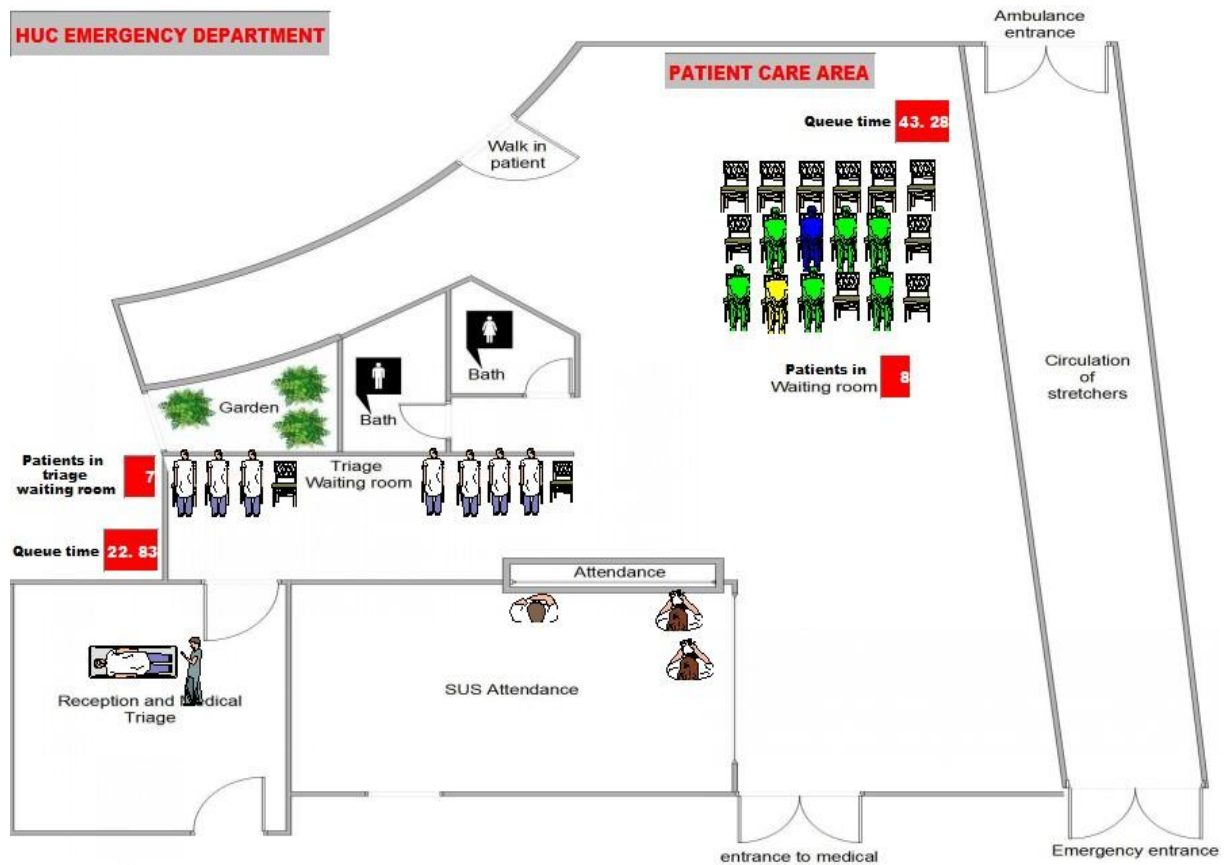 HUC EMERGENCY DEPARTMENT
Ambulance
entrance
PATIENT CARE AREA
Queue time 43. 28
Walk in
patient
Patients in
Waiting room 8
Circulation
of
stretchers
Bath
Bath
Garden
Patients in
triage
waiting room 7
Triage
Waiting room
Queue time 22. 83
Attendance
Reception and Medical
Triage
SUS Attendance
entrance to medical
Emergency entrance